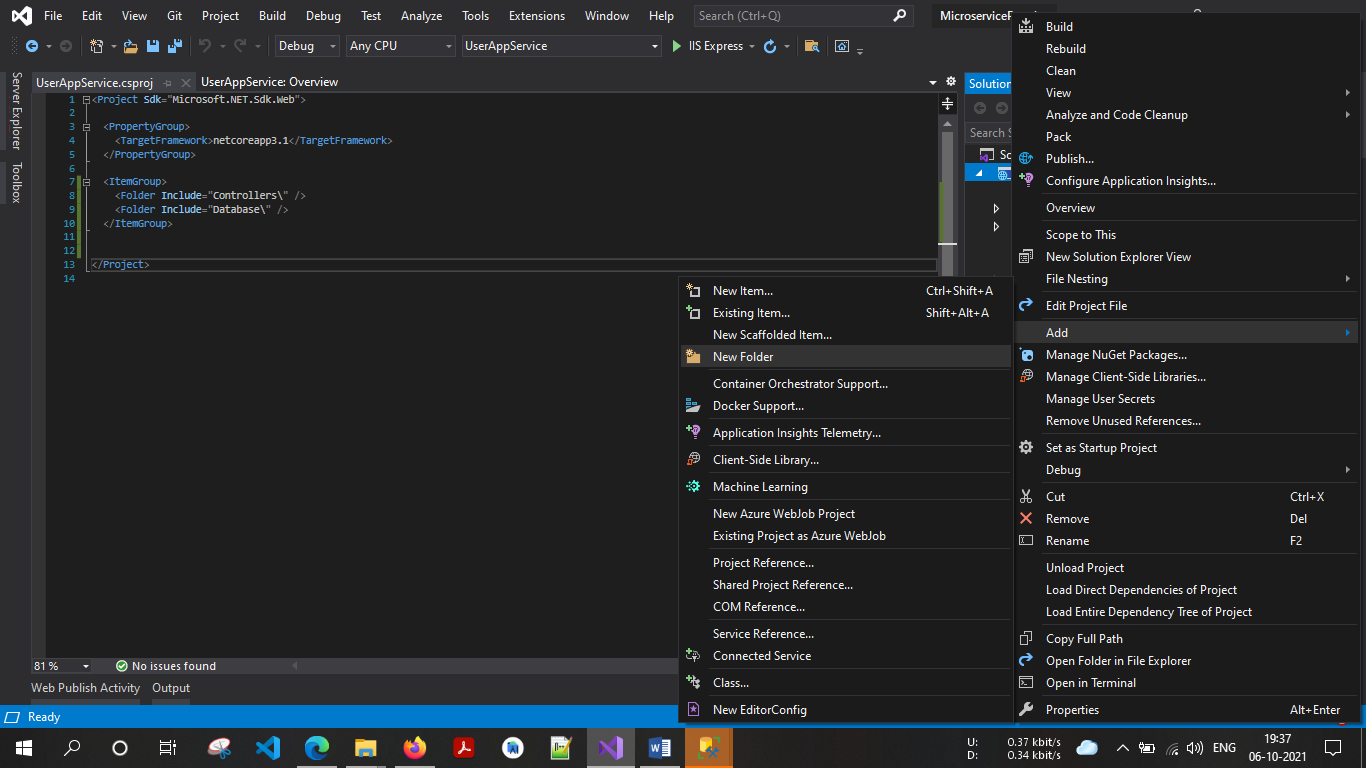 File Edit View Git Project Build Debug Test Analyze Tools Extensions Window Help Search (Ctrl+Q)
Debug Any CPU UserAppService IIS Express
Server Explorer
Toolbox
UserAppService.csproj UserAppService: Overview
1 <Project Sdk="Microsoft.NET.Sdk.Web">
2
3 <PropertyGroup>
4 <TargetFramework>netcoreapp3.1</TargetFramework>
5 </PropertyGroup>
6
7 <ItemGroup>
8 <Folder Include="Controllers\" />
9 <Folder Include="Database\" />
10 </ItemGroup>
11
12
13 </Project>
14
81 % No issues found
Web Publish Activity Output
Ready
Solution
Search
New Item... Ctrl+Shift+A
Existing Item... Shift+Alt+A
New Scaffolded Item...
New Folder
Container Orchestrator Support...
Docker Support...
Application Insights Telemetry...
Client-Side Library...
Machine Learning
New Azure WebJob Project
Existing Project as Azure WebJob
Project Reference...
Shared Project Reference...
COM Reference...
Service Reference...
Connected Service
Class...
New EditorConfig
Build
Rebuild
Clean
View
Analyze and Code Cleanup
Pack
Publish...
Configure Application Insights...
Overview
Scope to This
New Solution Explorer View
File Nesting
Edit Project File
Add
Manage NuGet Packages...
Manage Client-Side Libraries...
Manage User Secrets
Remove Unused References...
Set as Startup Project
Debug
Cut Ctrl+X
Remove Del
Rename F2
Unload Project
Load Direct Dependencies of Project
Load Entire Dependency Tree of Project
Copy Full Path
Open Folder in File Explorer
Open in Terminal
Properties Alt+Enter
U: 0.37 kbit/s
D: 0.34 kbit/s
ENG
19:37
06-10-2021